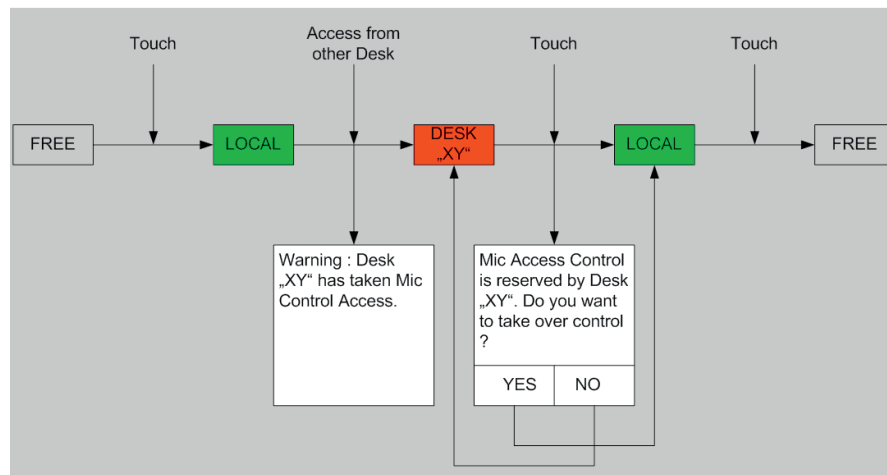 Touch
Access from
other Desk
Touch
Touch
FREE
LOCAL
DESK
„XY“
LOCAL
FREE
Warning : Desk
„XY“ has taken Mic
Control Access.
Mic Access Control
is reserved by Desk
„XY“. Do you want
to take over control
?
YES
NO